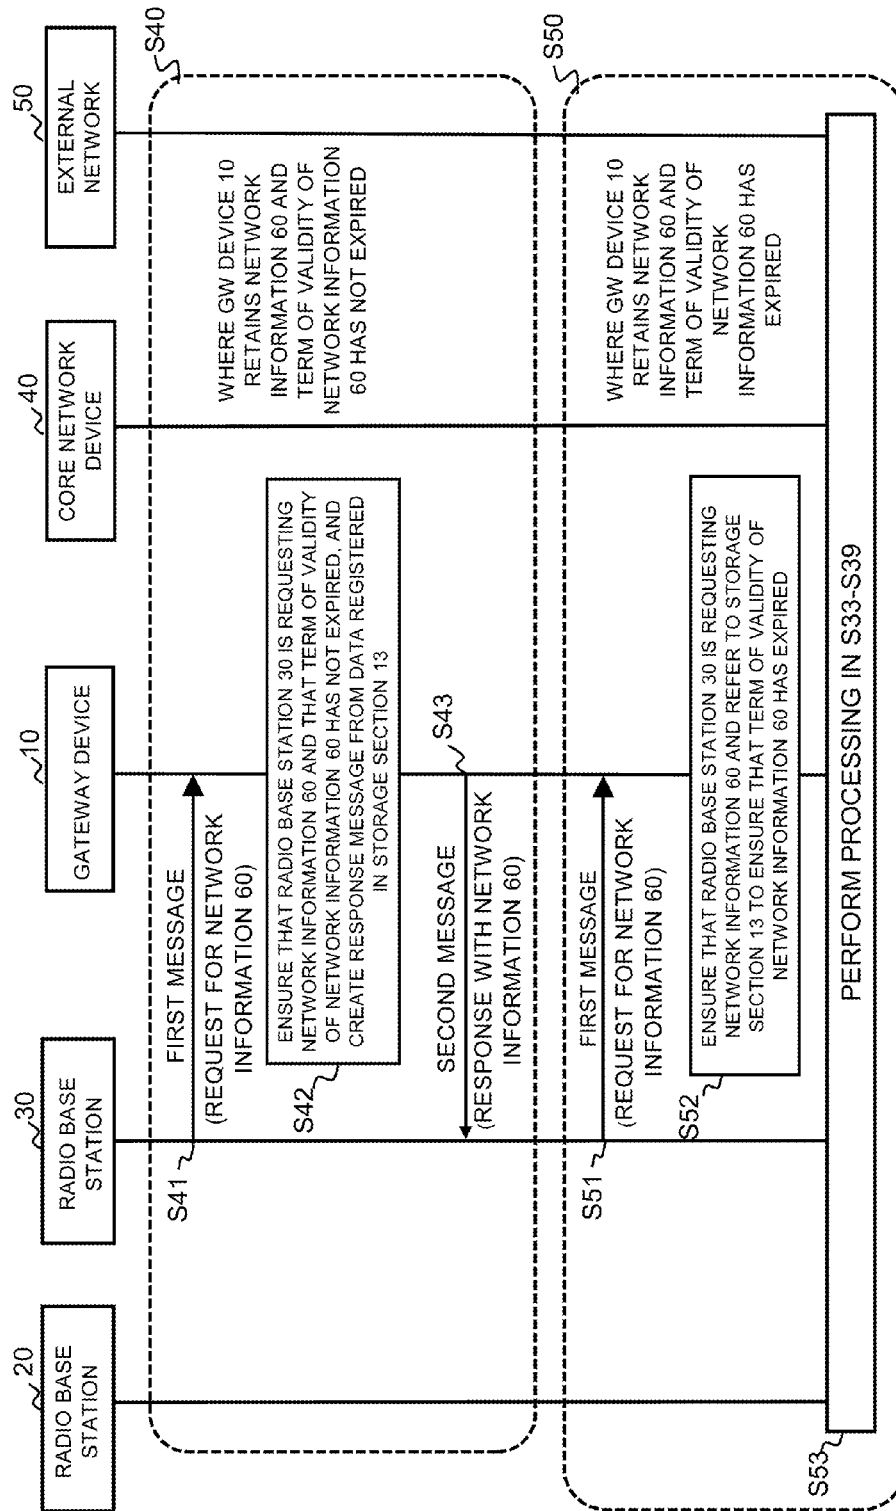 20
RADIO BASE
STATION
30
RADIO BASE
STATION
10
GATEWAY DEVICE
40
CORE NETWORK
DEVICE
50
EXTERNAL
NETWORK
S40
S41
FIRST MESSAGE
(REQUEST FOR NETWORK
INFORMATION 60)
WHERE GW DEVICE 10
RETAINS NETWORK
INFORMATION 60 AND
TERM OF VALIDITY OF
NETWORK INFORMATION
60 HAS NOT EXPIRED
S42
ENSURE THAT RADIO BASE STATION 30 IS REQUESTING
NETWORK INFORMATION 60 AND THAT TERM OF VALIDITY
OF NETWORK INFORMATION 60 HAS NOT EXPIRED, AND
CREATE RESPONSE MESSAGE FROM DATA REGISTERED
IN STORAGE SECTION 13
S43
SECOND MESSAGE
(RESPONSE WITH NETWORK
INFORMATION 60)
S50
S51
FIRST MESSAGE
(REQUEST FOR NETWORK
INFORMATION 60)
WHERE GW DEVICE 10
RETAINS NETWORK
INFORMATION 60 AND
TERM OF VALIDITY OF
NETWORK
INFORMATION 60 HAS
EXPIRED
S52
ENSURE THAT RADIO BASE STATION 30 IS REQUESTING
NETWORK INFORMATION 60 AND REFER TO STORAGE
SECTION 13 TO ENSURE THAT TERM OF VALIDITY OF
NETWORK INFORMATION 60 HAS EXPIRED
S53
PERFORM PROCESSING IN S33-S39